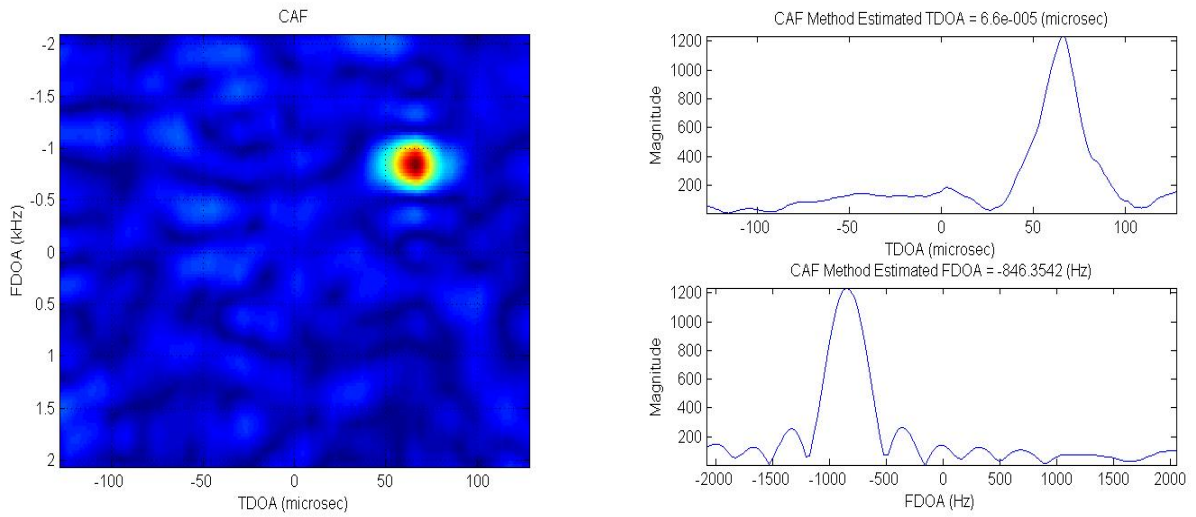 CAF
-2
-1.5
-1
-0.5
0
0.5
1
1.5
2
FDOA (kHz)
-100 -50 0 50 100
TDOA (microsec)
CAF Method Estimated TDOA = 6.6e-005 (microsec)
1200
1000
800
600
400
200
Magnitude
-100 -50 0 50 100
TDOA (microsec)
CAF Method Estimated FDOA = -846.3542 (Hz)
1200
1000
800
600
400
200
Magnitude
-2000 -1500 -1000 -500 0 500 1000 1500 2000
FDOA (Hz)